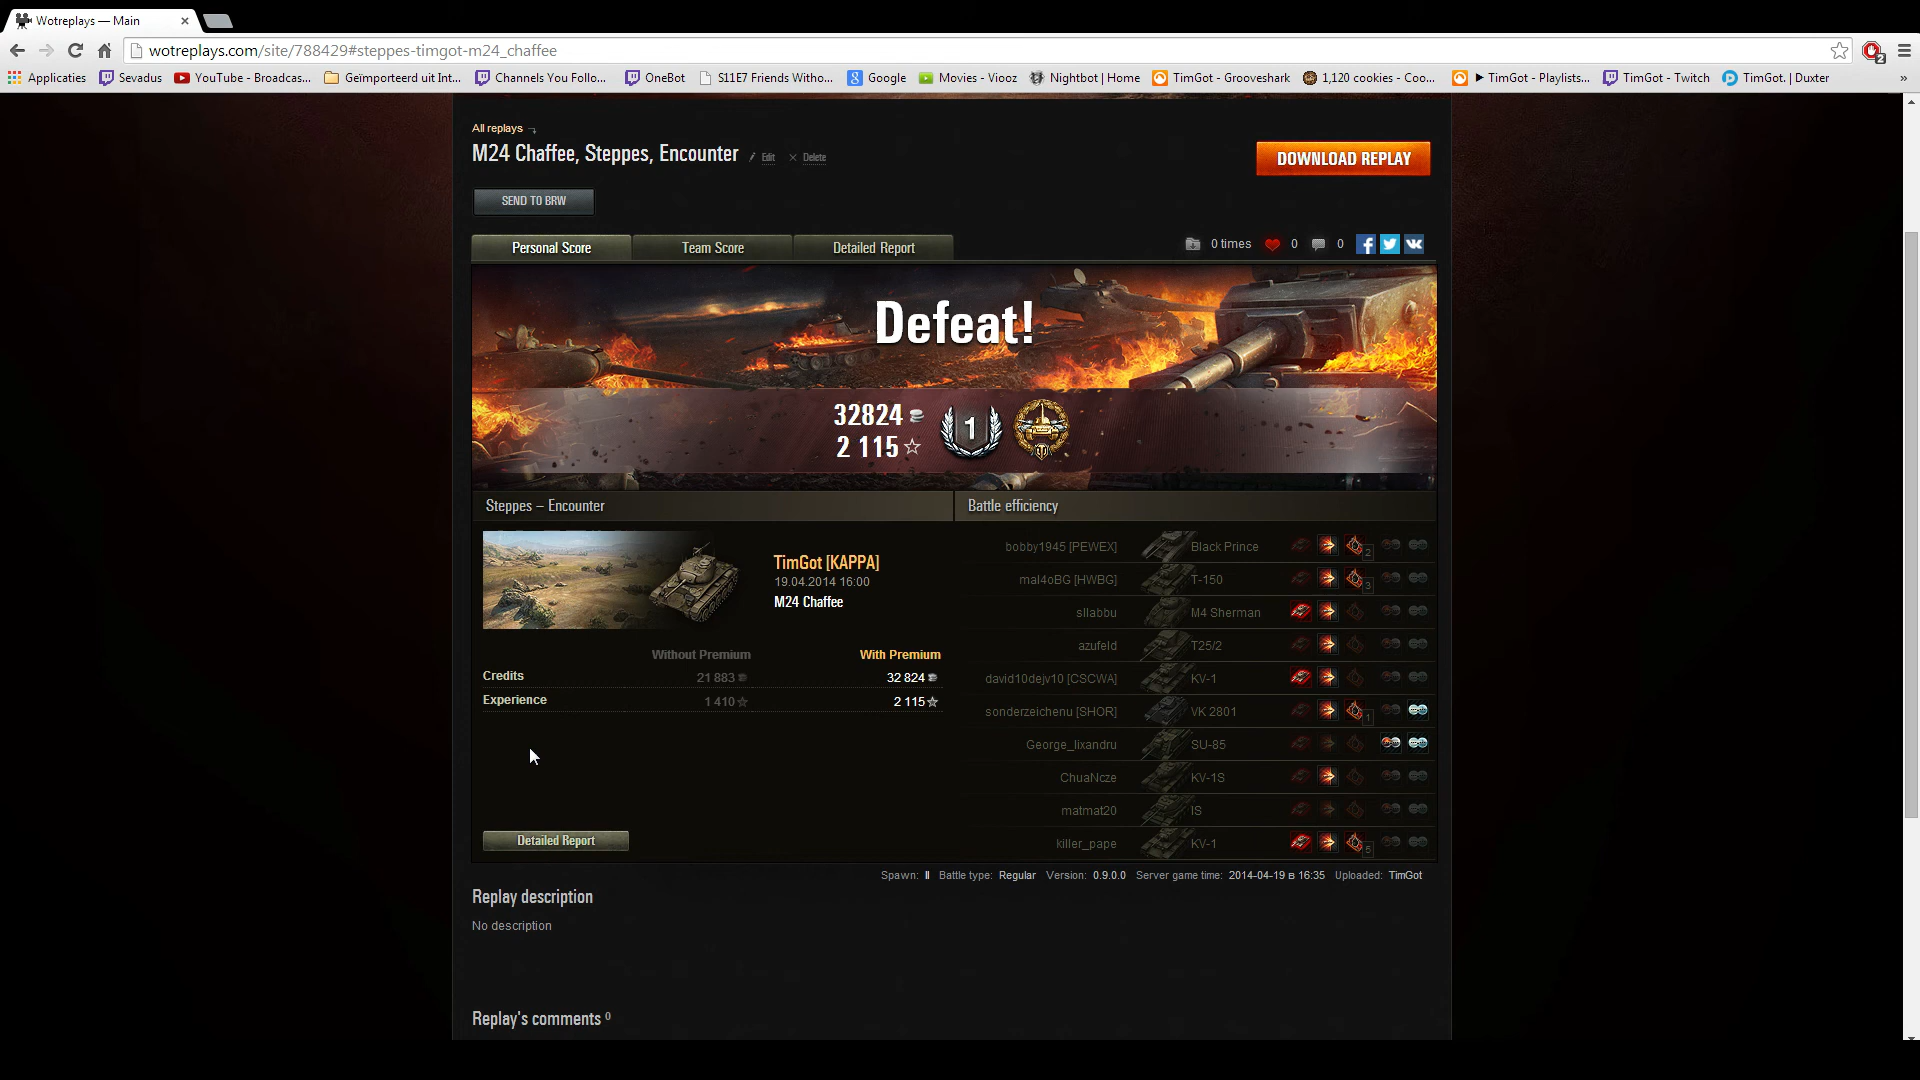 Wotreplays — Main
wotreplays.com/site/788429#steppes-timgot-m24_chaffee
Applicaties Sevadus YouTube - Broadcas... Geïmporteerd uit Int... Channels You Follo... OneBot S11E7 Friends Witho... Google Movies - Viooz Nightbot | Home TimGot - Grooveshark 1,120 cookies - Coo... ▶ TimGot - Playlists... TimGot - Twitch TimGot. | Duxter »
All replays
M24 Chaffee, Steppes, Encounter Edit Delete
DOWNLOAD REPLAY
SEND TO BRW
Personal Score Team Score Detailed Report 0 times 0 0
Defeat!
32824
2 115
1
Steppes – Encounter
Battle efficiency
TimGot [KAPPA]
19.04.2014 16:00
M24 Chaffee
Without Premium With Premium
Credits 21 883 32 824
Experience 1 410 2 115
Detailed Report
bobby1945 [PEWEX] Black Prince 2
mal4oBG [HWBG] T-150 3
sllabbu M4 Sherman
azufeld T25/2
david10dejv10 [CSCWA] KV-1
sonderzeichenu [SHOR] VK 2801 1
George_lixandru SU-85
ChuaNcze KV-1S
matmat20 IS
killer_pape KV-1 5
Spawn: II Battle type: Regular Version: 0.9.0.0 Server game time: 2014-04-19 в 16:35 Uploaded: TimGot
Replay description
No description
Replay's comments 0